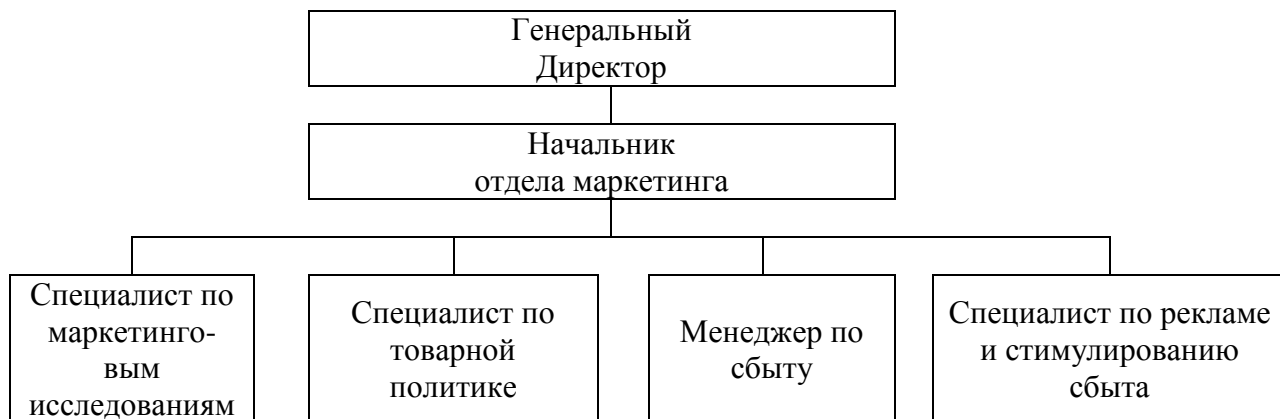 Генеральный
Директор
Начальник
отдела маркетинга
Специалист по
маркетинго-
вым
исследованиям
Специалист по
товарной
политике
Менеджер по
сбыту
Специалист по рекламе
и стимулированию
сбыта